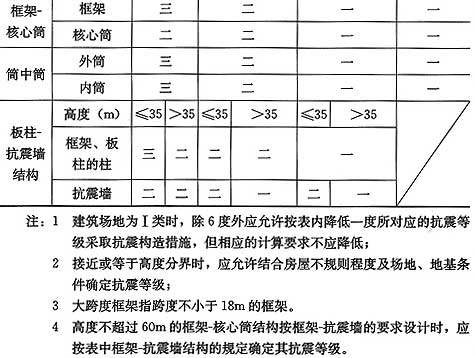 框架- 框架 三 二 一 一
核心筒 核心筒 三 二 一 一
筒中筒 外筒 三 二 一 一
内筒 三 二 一 一
板柱-抗震墙结构 高度（m） ≤35 >35 ≤35 >35 ≤35 >35
框架、板柱的柱 三 二 二 二 一
抗震墙 二 二 二 一 二 一
注：1 建筑场地为Ⅰ类时，除6度外应允许按表内降低一度所对应的抗震等
级采取抗震构造措施，但相应的计算要求不应降低；
2 接近或等于高度分界时，应允许结合房屋不规则程度及场地、地基条
件确定抗震等级；
3 大跨度框架指跨度不小于18m的框架。
4 高度不超过60m的框架-核心筒结构按框架-抗震墙的要求设计时，应
按表中框架-抗震墙结构的规定确定其抗震等级。